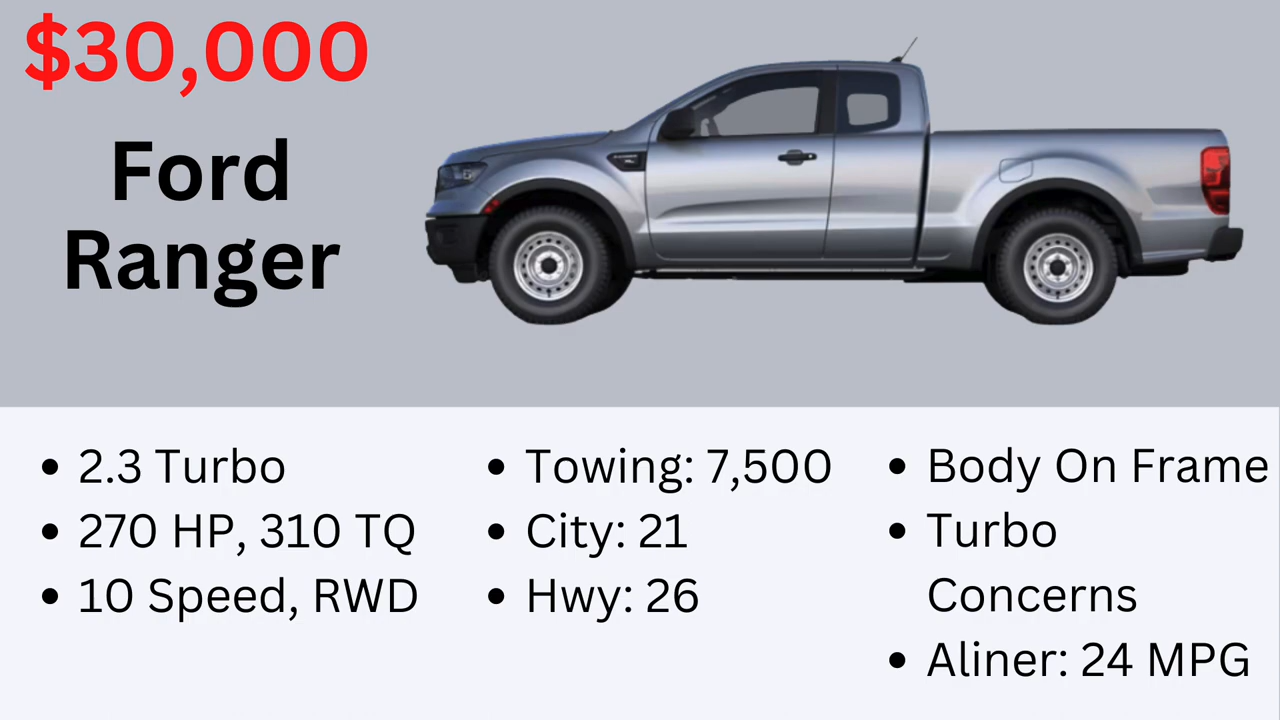 $30,000
Ford
Ranger
• 2.3 Turbo
• 270 HP, 310 TQ
• 10 Speed, RWD
• Towing: 7,500
• City: 21
• Hwy: 26
• Body On Frame
• Turbo
Concerns
• Aliner: 24 MPG